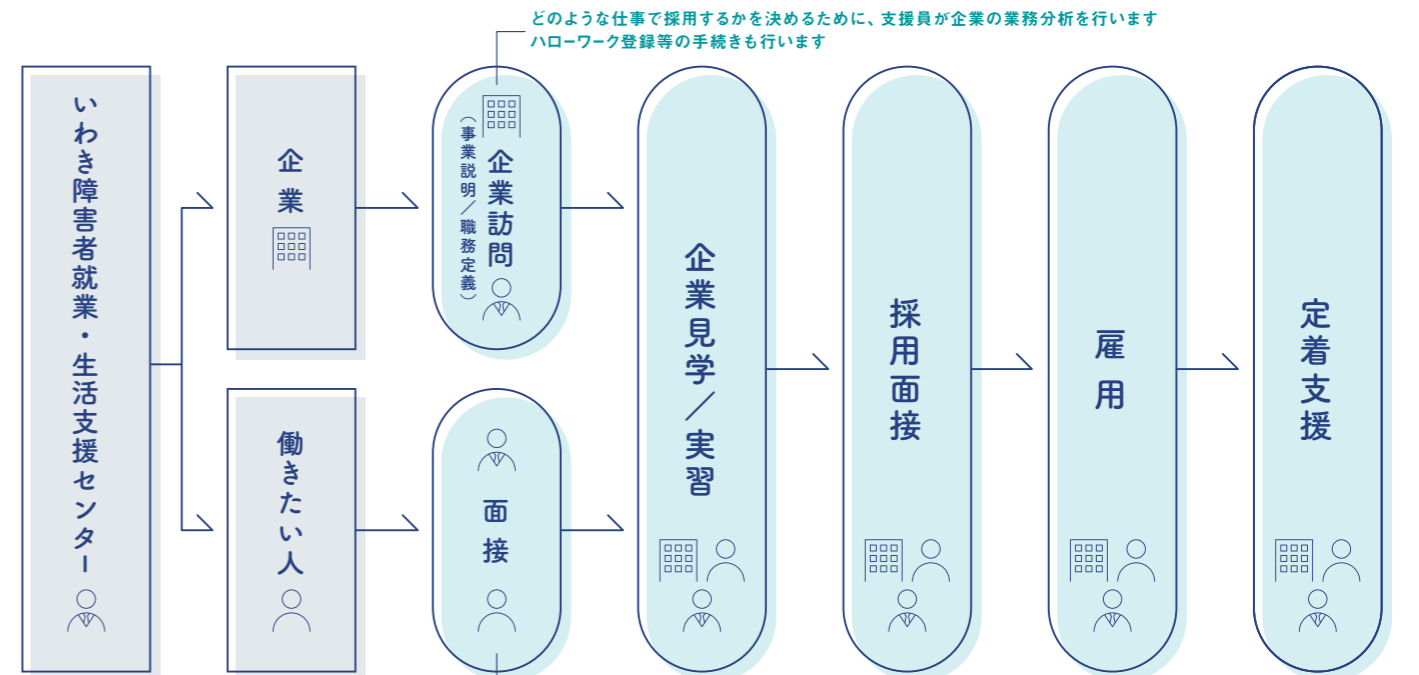 どのような仕事で採用するかを決めるために、支援員が企業の業務分析を行います
ハローワーク登録等の手続きも行います
いわき障害者就業・生活支援センター
企業
企業訪問
（事業説明／職務定義）
働きたい人
面接
企業見学／実習
採用面接
雇用
定着支援